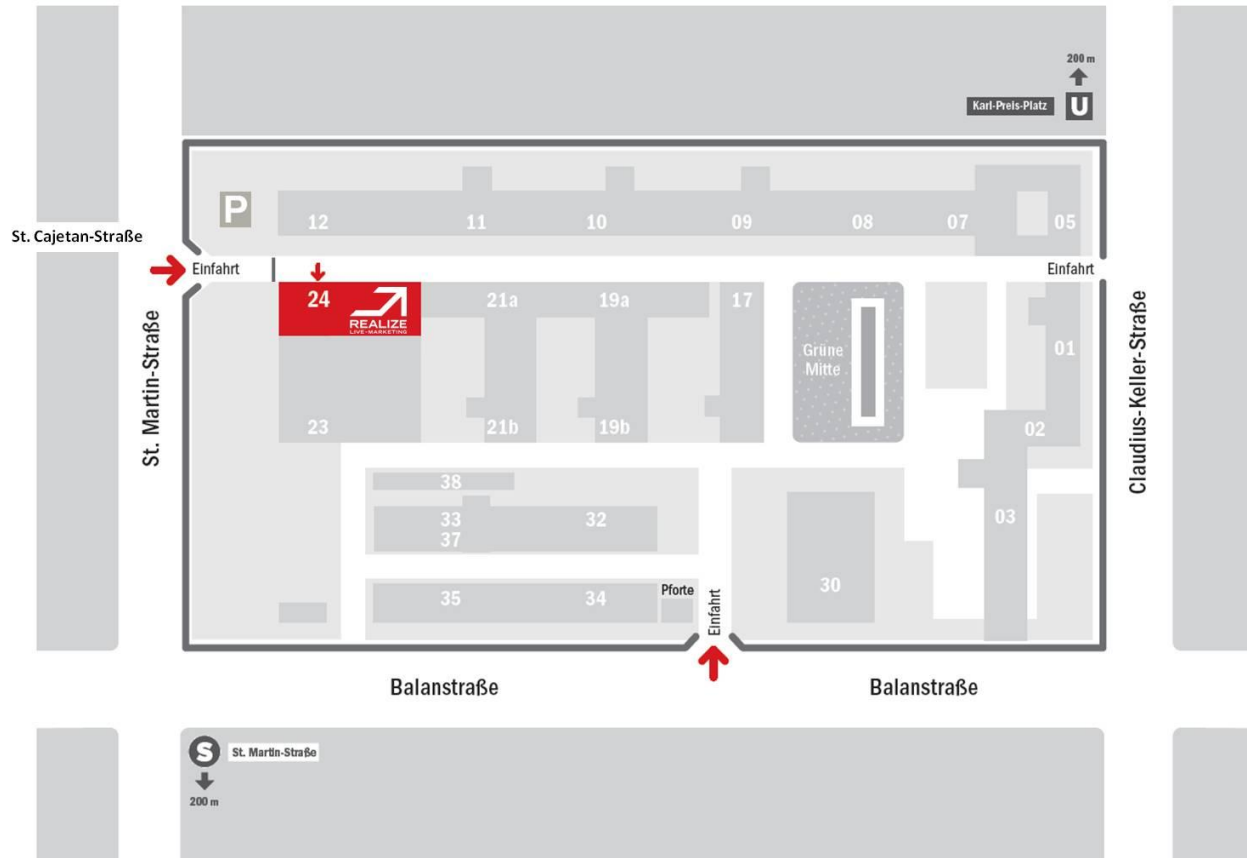 200 m
Karl-Preis-Platz U
P
12 11 10 09 08 07 05
St. Cajetan-Straße
Einfahrt
Einfahrt
24 REALIZE
LIVE-MARKETING
21a 19a 17
Grüne
Mitte
01
St. Martin-Straße
Claudius-Keller-Straße
23 21b 19b 02
38
33 32 03
37
35 34 Pforte Einfahrt 30
Balanstraße Balanstraße
S St. Martin-Straße
200 m